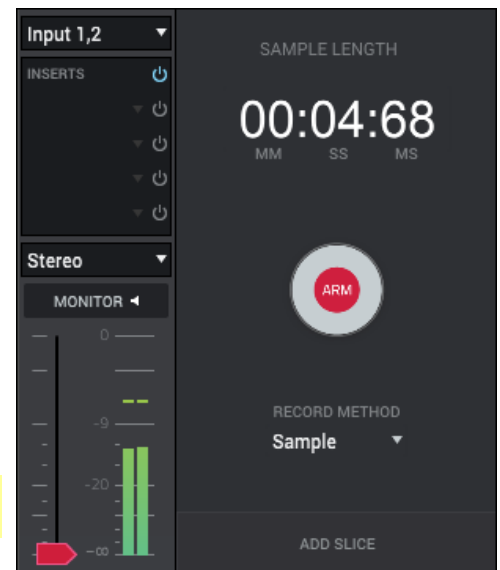 Input 1,2
INSERTS
Stereo
MONITOR
0
-9
-20
-∞
SAMPLE LENGTH
00:04:68
MM SS MS
ARM
RECORD METHOD
Sample
ADD SLICE